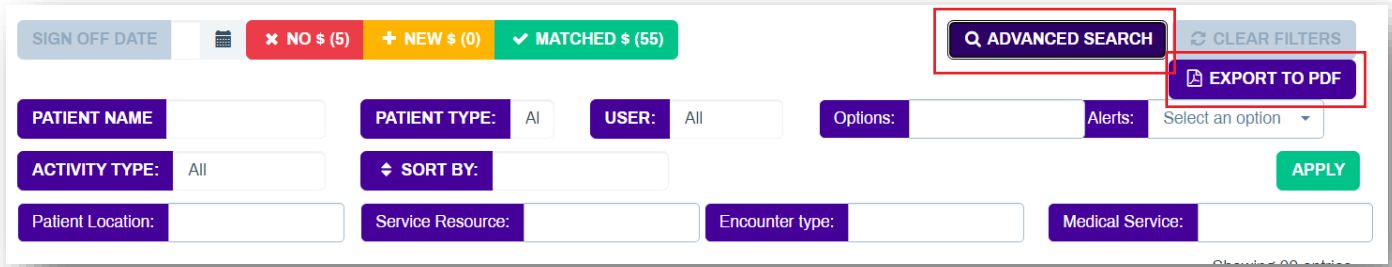 SIGN OFF DATE NO $ (5) NEW $ (0) MATCHED $ (55) ADVANCED SEARCH CLEAR FILTERS
EXPORT TO PDF
PATIENT NAME PATIENT TYPE: Al USER: All Options: Alerts: Select an option
ACTIVITY TYPE: All SORT BY: APPLY
Patient Location: Service Resource: Encounter type: Medical Service: